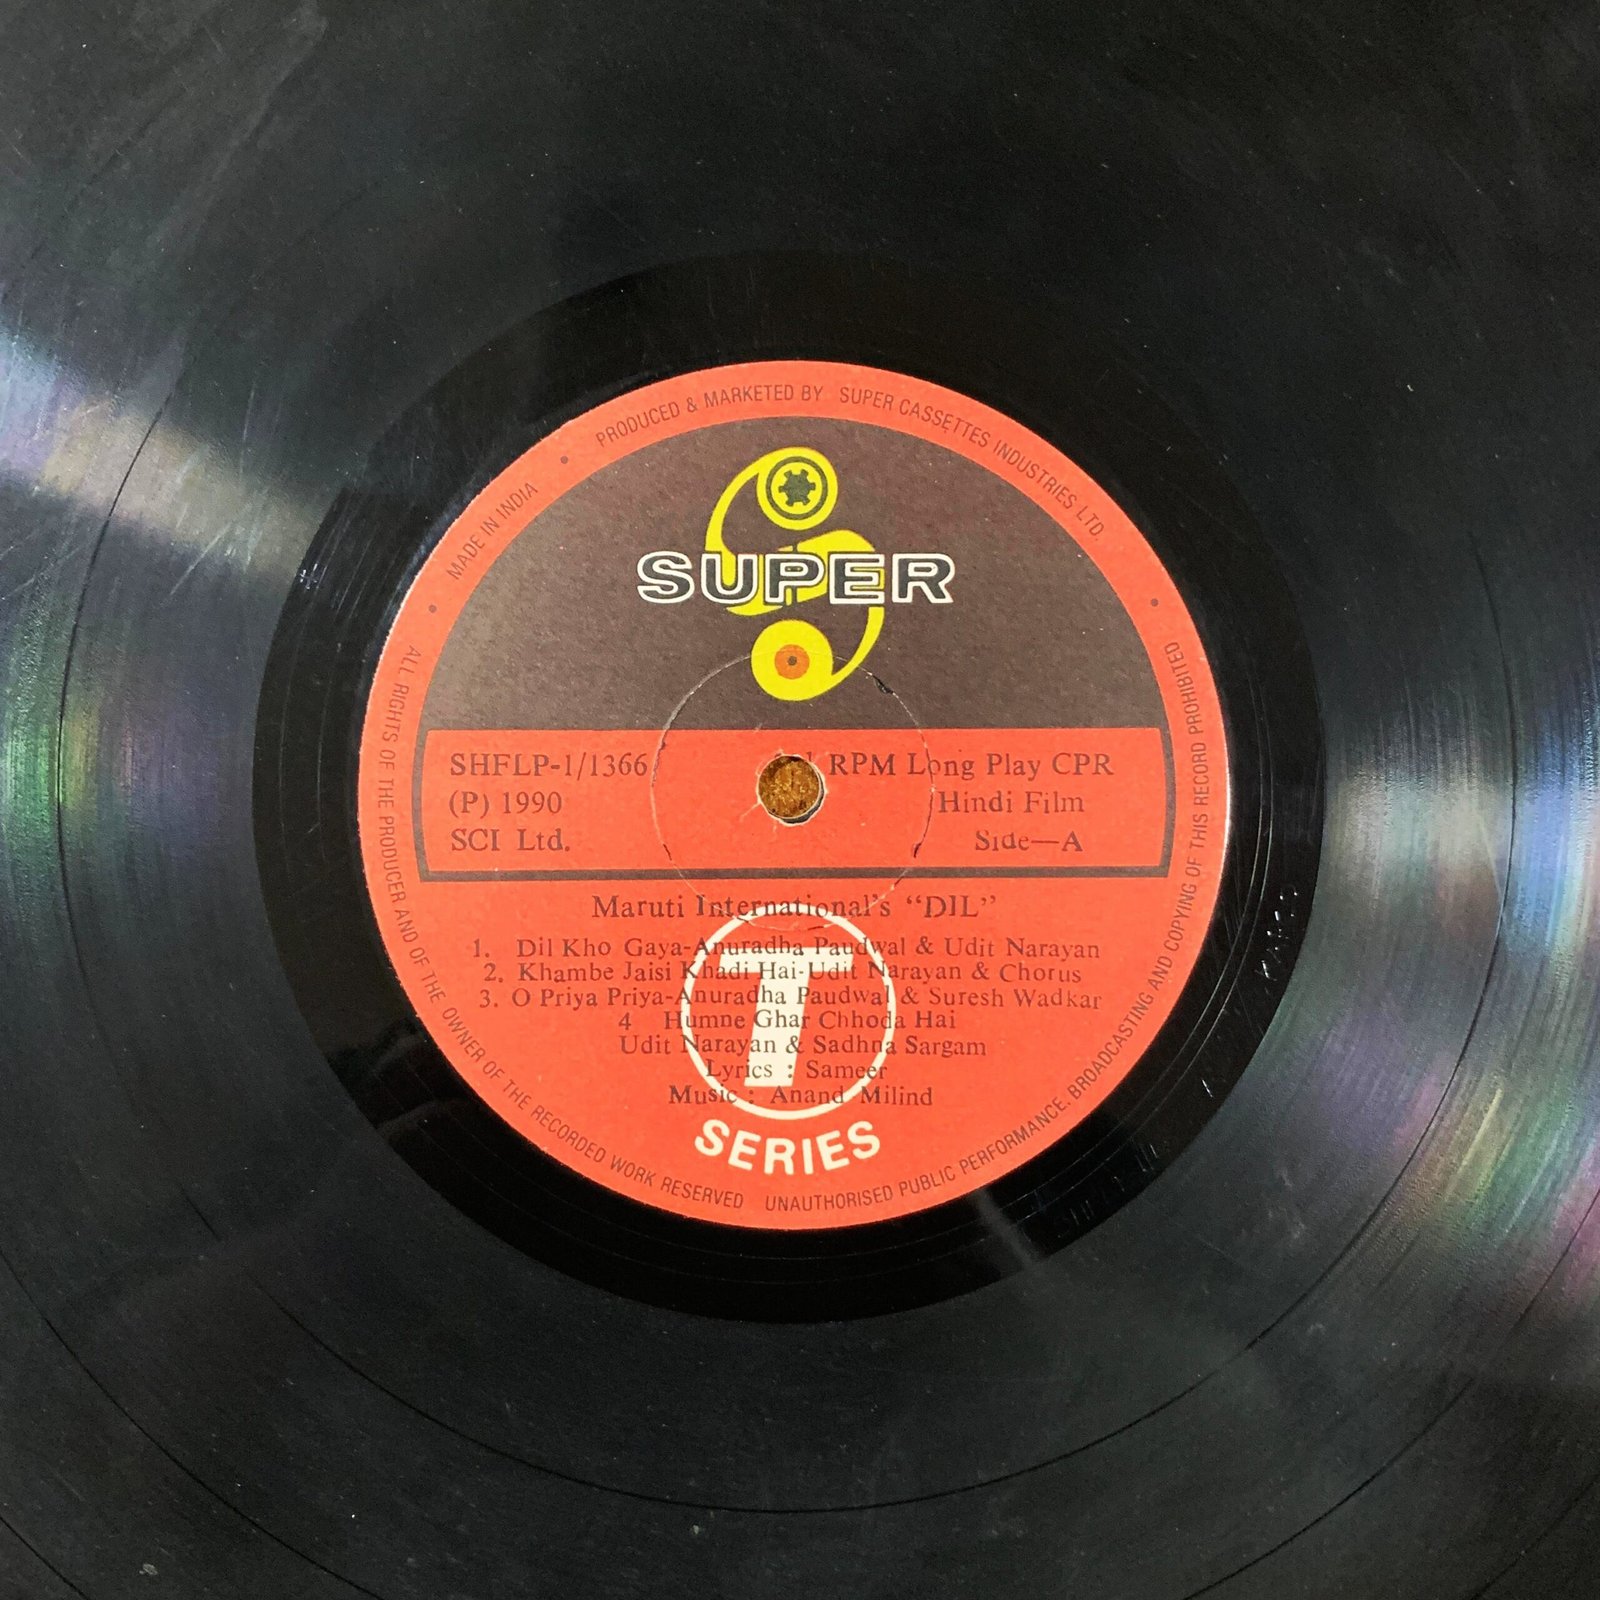 MADE IN INDIA • PRODUCED & MARKETED BY SUPER CASSETTES INDUSTRIES LTD.
SUPER
SHFLP-1/1366 RPM Long Play CPR
(P) 1990 Hindi Film
SCI Ltd. Side—A
Maruti International's “DIL”
1. Dil Kho Gaya-Anuradha Paudwal & Udit Narayan
2. Khambe Jaisi Khadi Hai-Udit Narayan & Chorus
3. O Priya Priya-Anuradha Paudwal & Suresh Wadkar
4 Humne Ghar Chhoda Hai
Udit Narayan & Sadhna Sargam
Lyrics : Sameer
Music : Anand Milind
T
SERIES
ALL RIGHTS OF THE PRODUCER AND OF THE OWNER OF THE RECORDED WORK RESERVED UNAUTHORISED PUBLIC PERFORMANCE. BROADCASTING AND COPYING OF THIS RECORD PROHIBITED